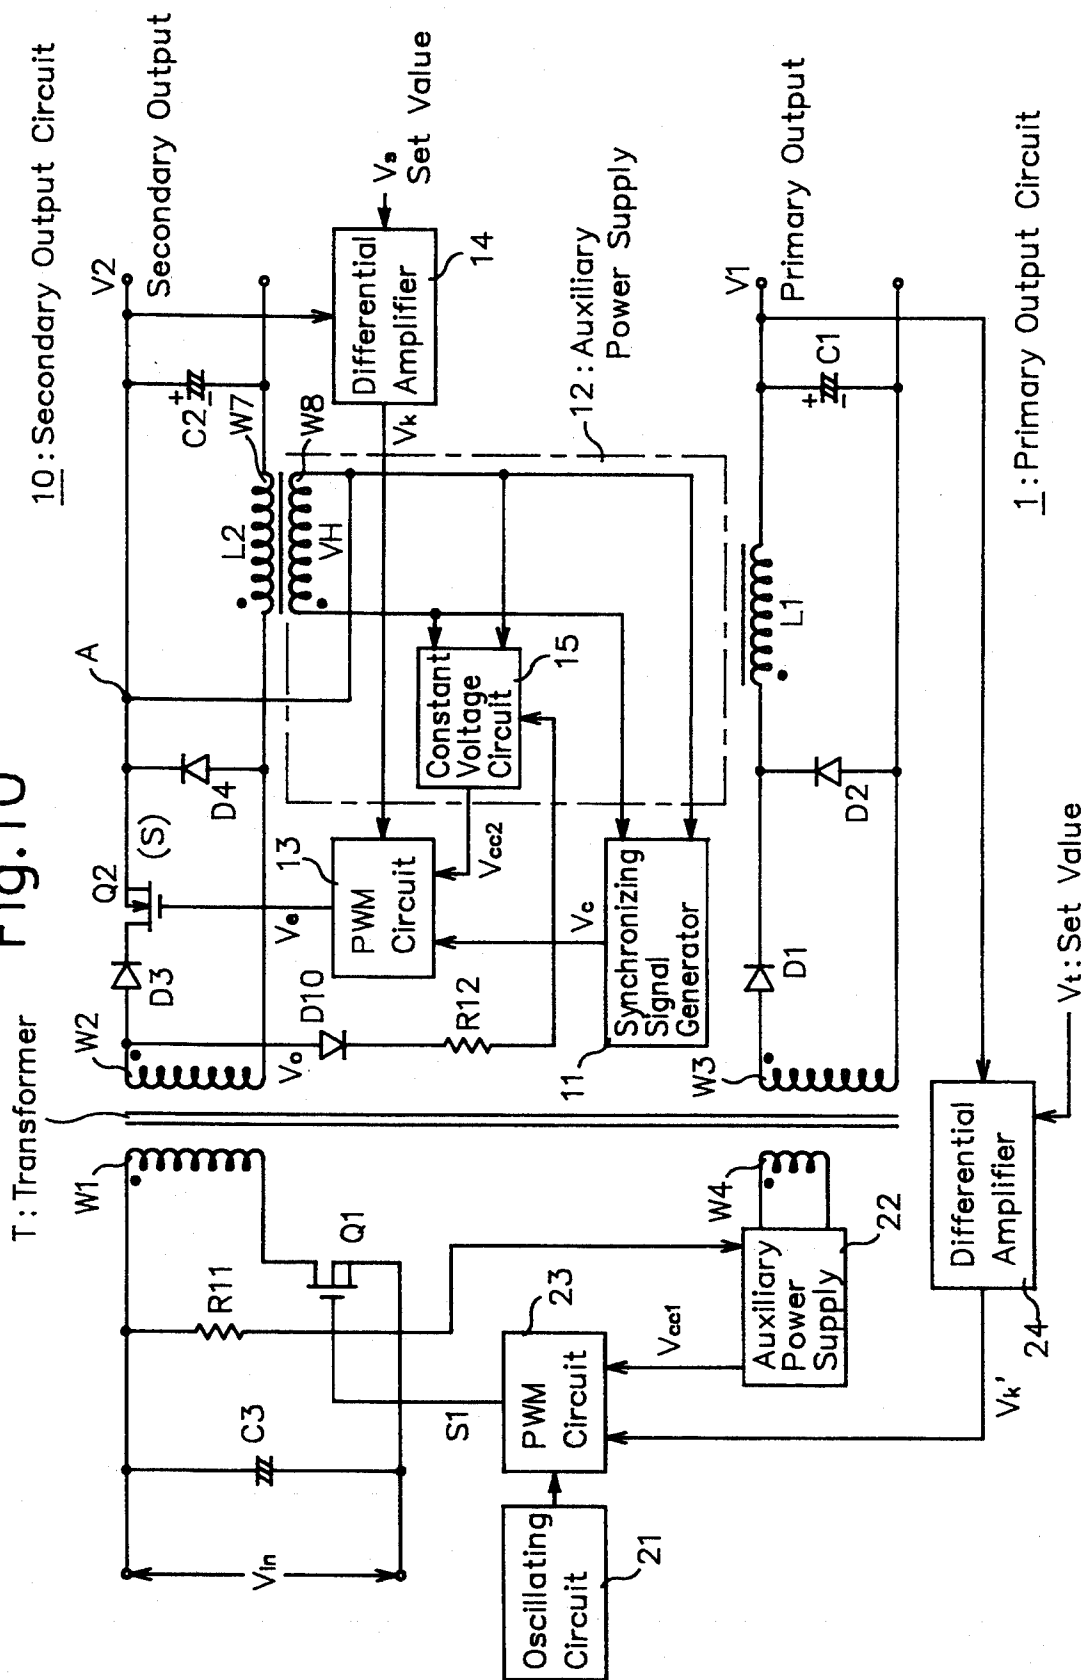 Fig.10
10:Secondary Output Circuit
T:Transformer
W1
W2
D3
Q2
(S)
A
V2
Secondary Output
D4
L2
C2
+
W7
W8
VH
R11
C3
Vin
Q1
Vo
D10
R12
Ve
13
PWM
Circuit
Vk
Differential
Amplifier
14
Vs
Set Value
12:Auxiliary
Power Supply
Constant
Voltage
Circuit
15
Vcc2
Vc
11
Synchronizing
Signal
Generator
S1
23
PWM
Circuit
Oscillating
Circuit
21
Vcc1
Auxiliary
Power
Supply
22
W4
W3
D1
D2
L1
C1
+
V1
Primary Output
1:Primary Output Circuit
Differential
Amplifier
24
Vk'
Vt:Set Value